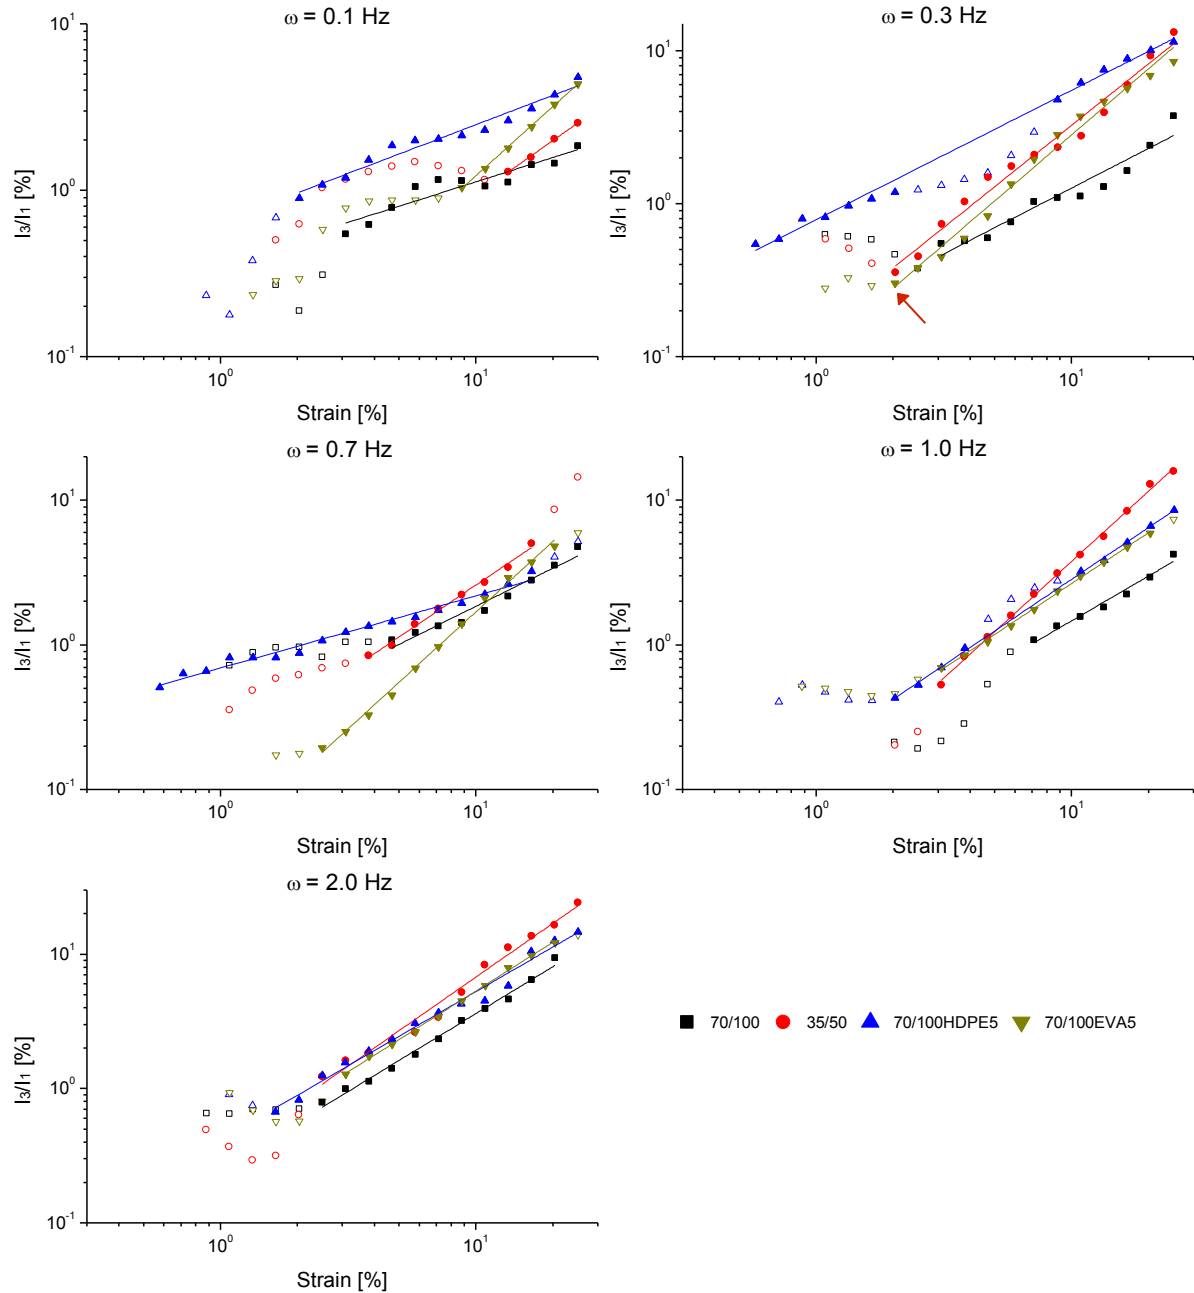 ω = 0.1 Hz
10¹
10⁰
10⁻¹
I₃/I₁ [%]
10⁰ 10¹
Strain [%]
ω = 0.3 Hz
10¹
10⁰
10⁻¹
I₃/I₁ [%]
10⁰ 10¹
Strain [%]
ω = 0.7 Hz
10¹
10⁰
10⁻¹
I₃/I₁ [%]
10⁰ 10¹
Strain [%]
ω = 1.0 Hz
10¹
10⁰
10⁻¹
I₃/I₁ [%]
10⁰ 10¹
Strain [%]
ω = 2.0 Hz
10¹
10⁰
10⁻¹
I₃/I₁ [%]
10⁰ 10¹
Strain [%]
70/100 35/50 70/100HDPE5 70/100EVA5